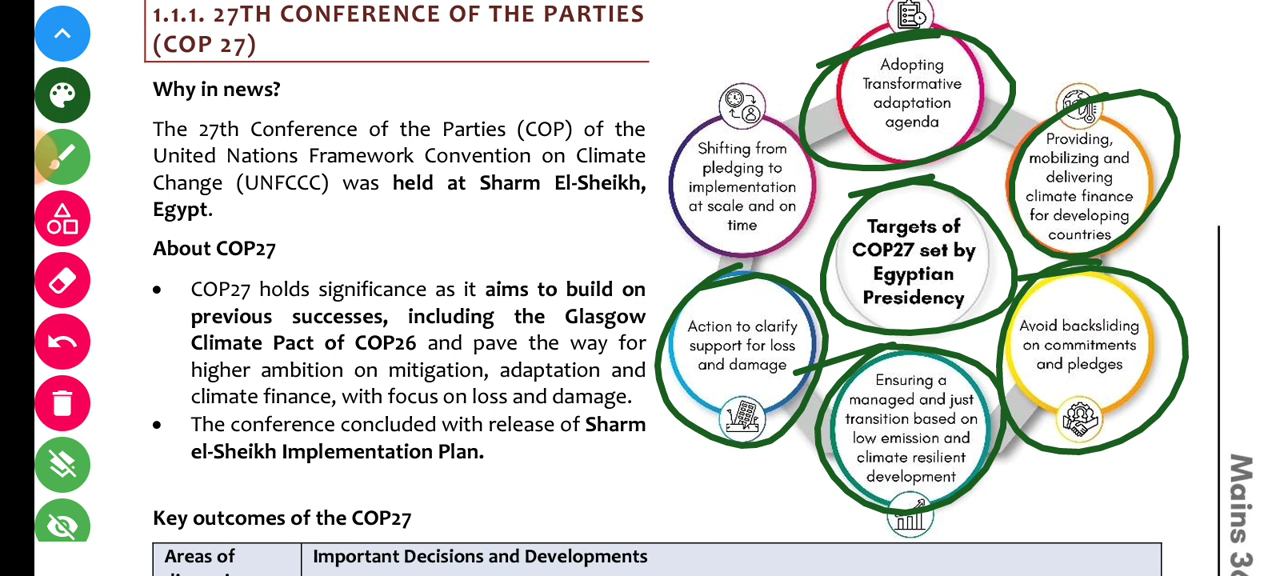 1.1.1. 27TH CONFERENCE OF THE PARTIES
(COP 27)
Why in news?
The 27th Conference of the Parties (COP) of the
United Nations Framework Convention on Climate
Change (UNFCCC) was held at Sharm El-Sheikh,
Egypt.
About COP27
• COP27 holds significance as it aims to build on
previous successes, including the Glasgow
Climate Pact of COP26 and pave the way for
higher ambition on mitigation, adaptation and
climate finance, with focus on loss and damage.
• The conference concluded with release of Sharm
el-Sheikh Implementation Plan.
Adopting
Transformative
adaptation
agenda
Shifting from
pledging to
implementation
at scale and on
time
Providing,
mobilizing and
delivering
climate finance
for developing
countries
Targets of
COP27 set by
Egyptian
Presidency
Action to clarify
support for loss
and damage
Avoid backsliding
on commitments
and pledges
Ensuring a
managed and just
transition based on
low emission and
climate resilient
development
Key outcomes of the COP27
Areas of
Important Decisions and Developments
Mains